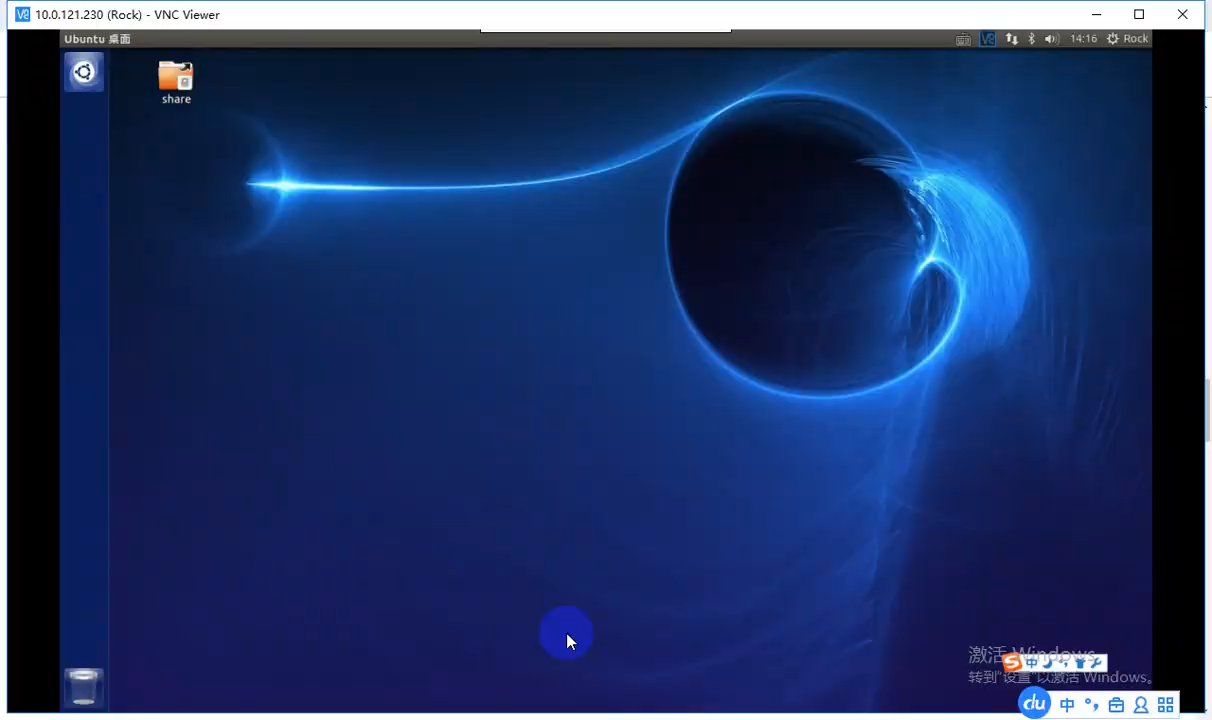 10.0.121.230 (Rock) - VNC Viewer
Ubuntu 桌面
14:16
Rock
share
激活 Windows
转到"设置"以激活 Windows。
中
du
中